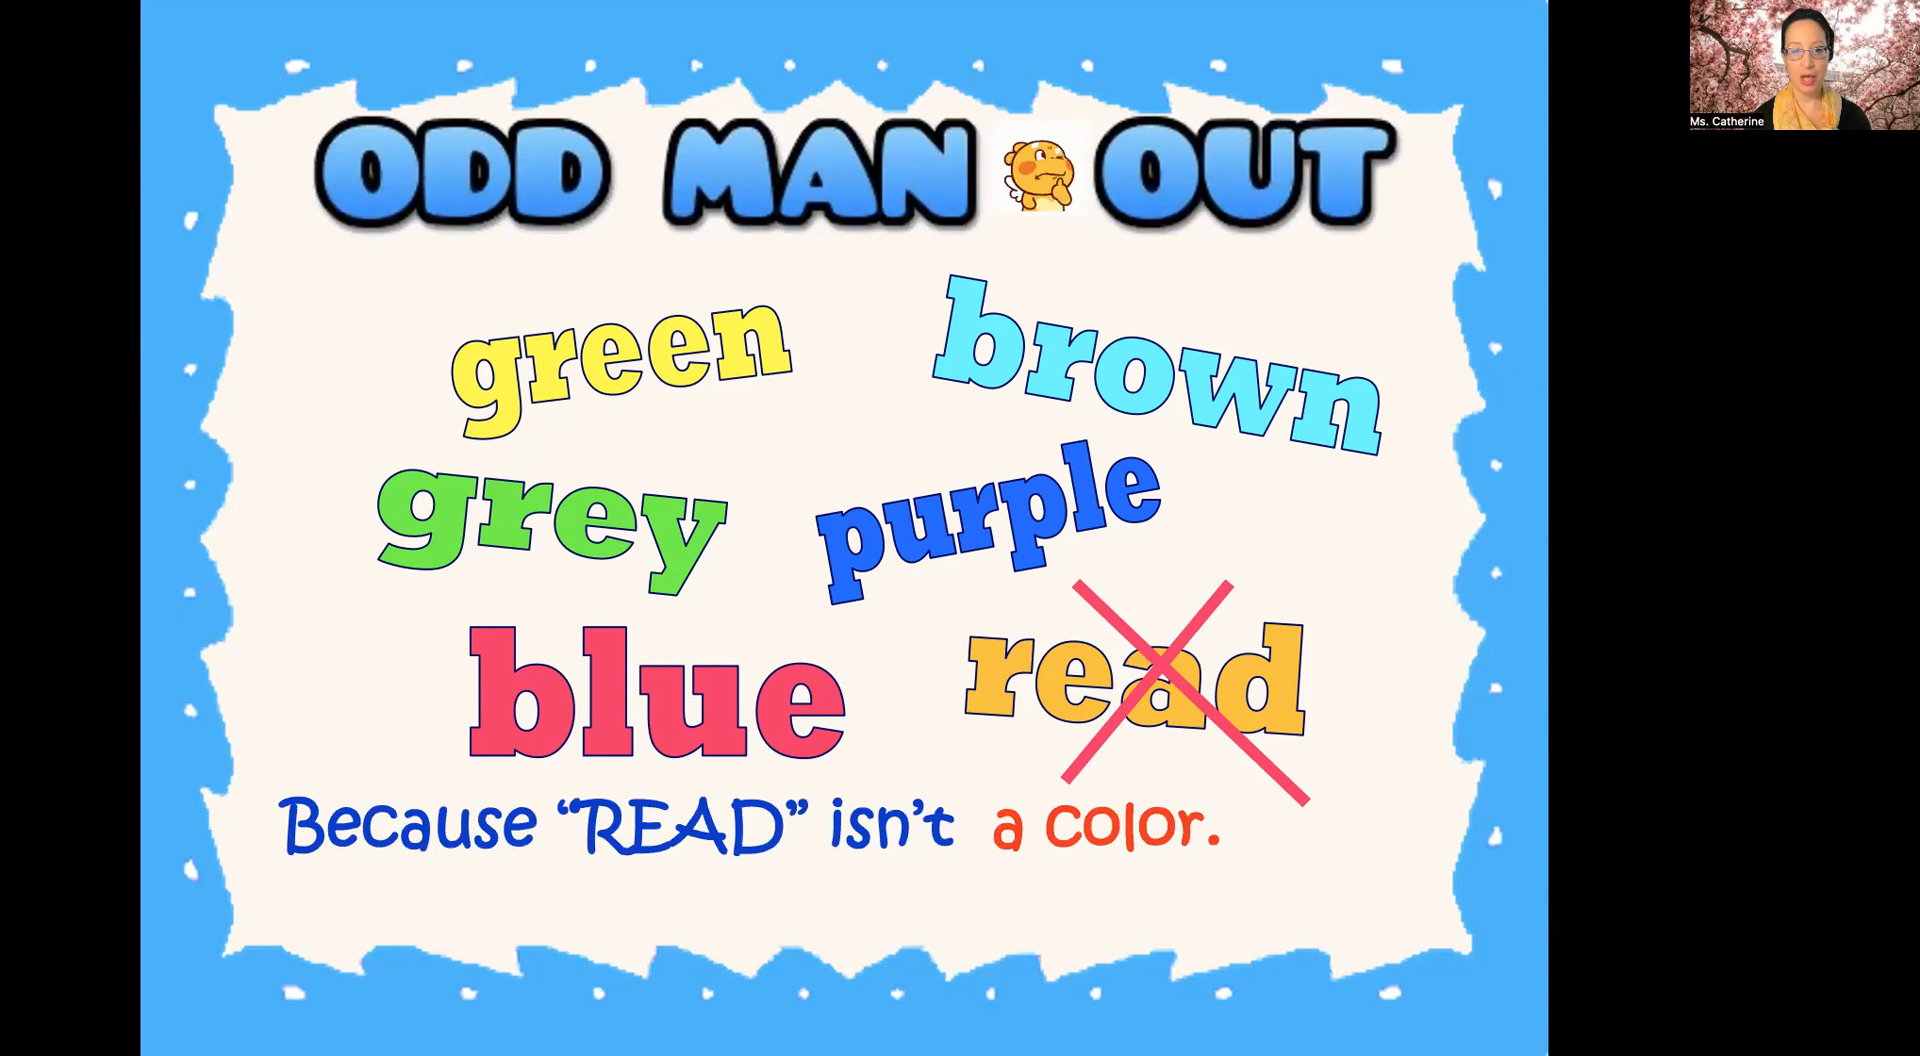 ODD MAN OUT
green brown
grey purple
blue read
Because “READ” isn’t a color.
Ms. Catherine